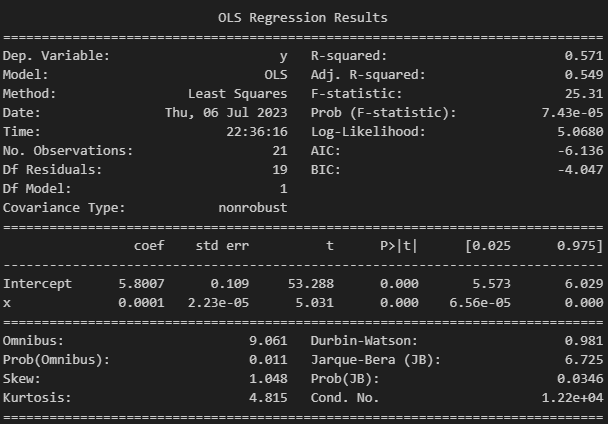 OLS Regression Results
==============================================================================
Dep. Variable:                      y   R-squared:                       0.571
Model:                            OLS   Adj. R-squared:                  0.549
Method:                 Least Squares   F-statistic:                     25.31
Date:                Thu, 06 Jul 2023   Prob (F-statistic):           7.43e-05
Time:                        22:36:16   Log-Likelihood:                 5.0680
No. Observations:                  21   AIC:                            -6.136
Df Residuals:                      19   BIC:                            -4.047
Df Model:                           1
Covariance Type:            nonrobust
==============================================================================
                 coef    std err          t      P>|t|      [0.025      0.975]
------------------------------------------------------------------------------
Intercept      5.8007      0.109     53.288      0.000       5.573       6.029
x              0.0001   2.23e-05      5.031      0.000    6.56e-05       0.000
==============================================================================
Omnibus:                        9.061   Durbin-Watson:                   0.981
Prob(Omnibus):                  0.011   Jarque-Bera (JB):                6.725
Skew:                           1.048   Prob(JB):                       0.0346
Kurtosis:                       4.815   Cond. No.                     1.22e+04
==============================================================================